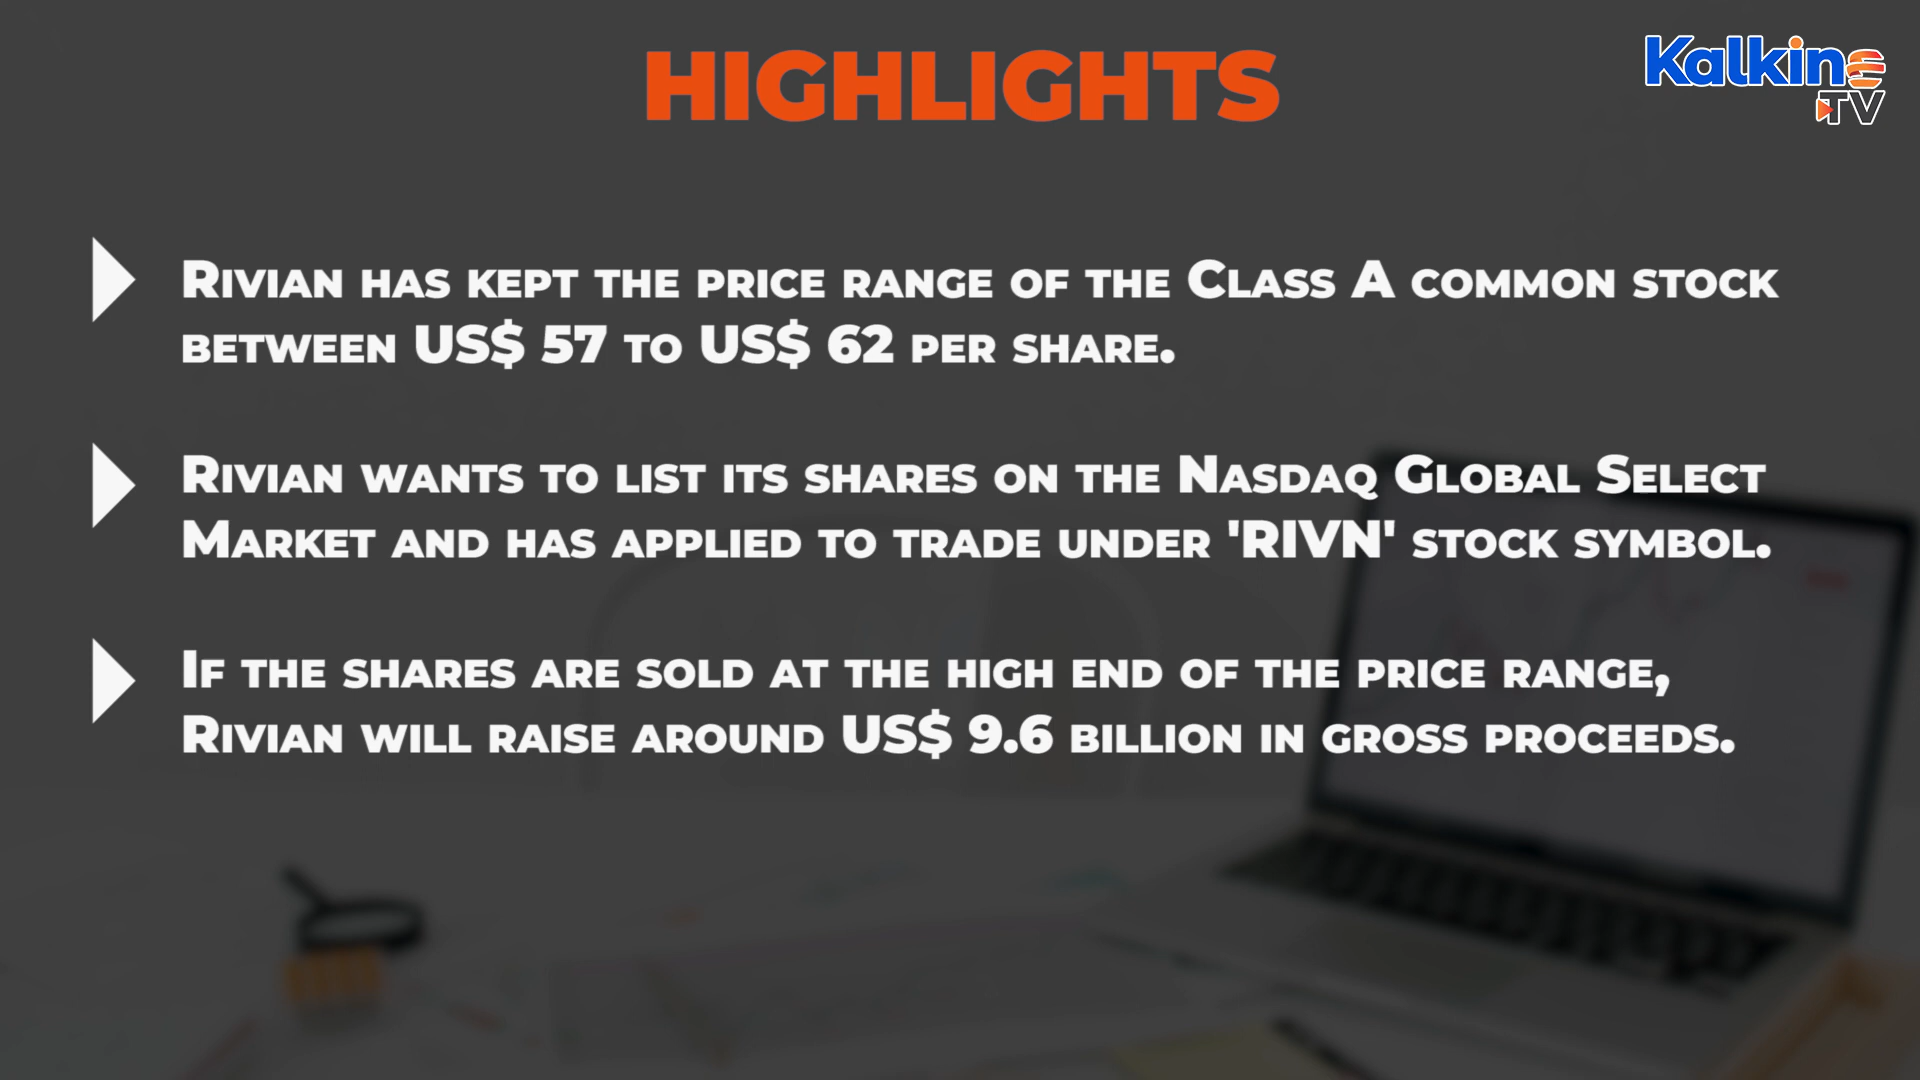 HIGHLIGHTS
Kalkine
TV
Rivian has kept the price range of the Class A common stock
between US$ 57 to US$ 62 per share.
Rivian wants to list its shares on the Nasdaq Global Select
Market and has applied to trade under 'RIVN' stock symbol.
If the shares are sold at the high end of the price range,
Rivian will raise around US$ 9.6 billion in gross proceeds.